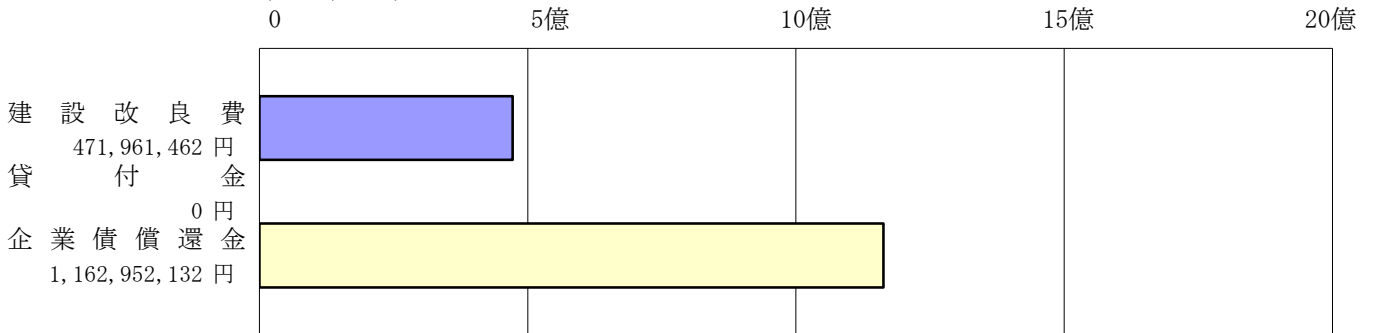 0 5億 10億 15億 20億
建設改良費
471,961,462 円
貸付金
0 円
企業債償還金
1,162,952,132 円